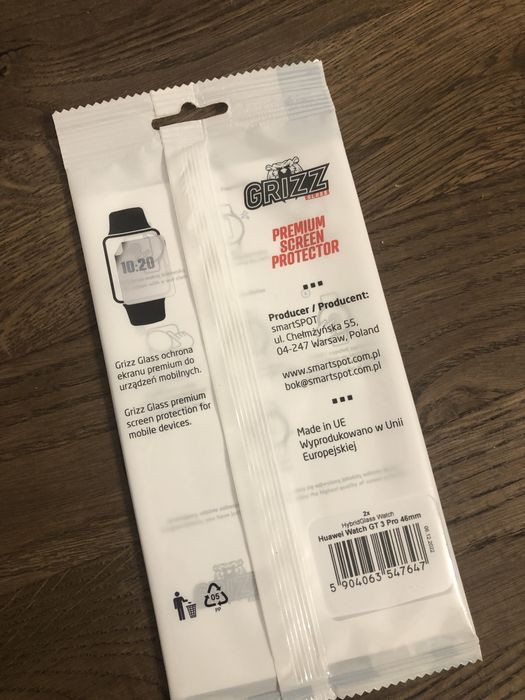 GRIZZ
GLASS
PREMIUM
SCREEN
PROTECTOR
10:20
Grizz Glass ochrona
ekranu premium do
urządzeń mobilnych.
Grizz Glass premium
screen protection for
mobile devices.
Producer / Producent:
smartSPOT
ul. Chełmżyńska 55,
04-247 Warsaw, Poland
www.smartspot.com.pl
bok@smartspot.com.pl
Made in UE
Wyprodukowano w Unii
Europejskiej
2x
HybridGlass Watch
Huawei Watch GT 3 Pro 46mm
06.12.2022
5 904063 547647
05
PP